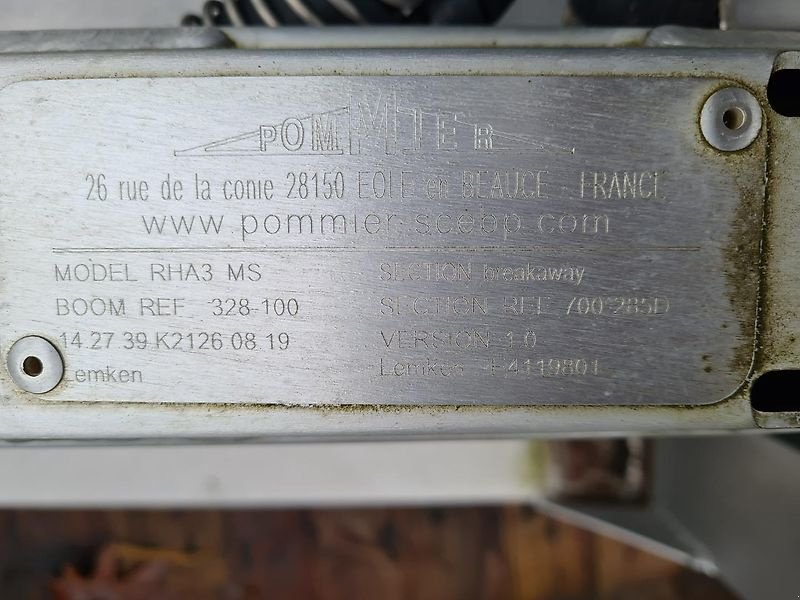 POMMIER
26 rue de la conie 28150 EOLE en BEAUCE - FRANCE
www.pommier-scebp.com
MODEL RHA3 MS SECTION breakaway
BOOM REF 328-100 SECTION REF 700*285D
14 27 39 K2126 08 19 VERSION 1.0
Lemken Lemken